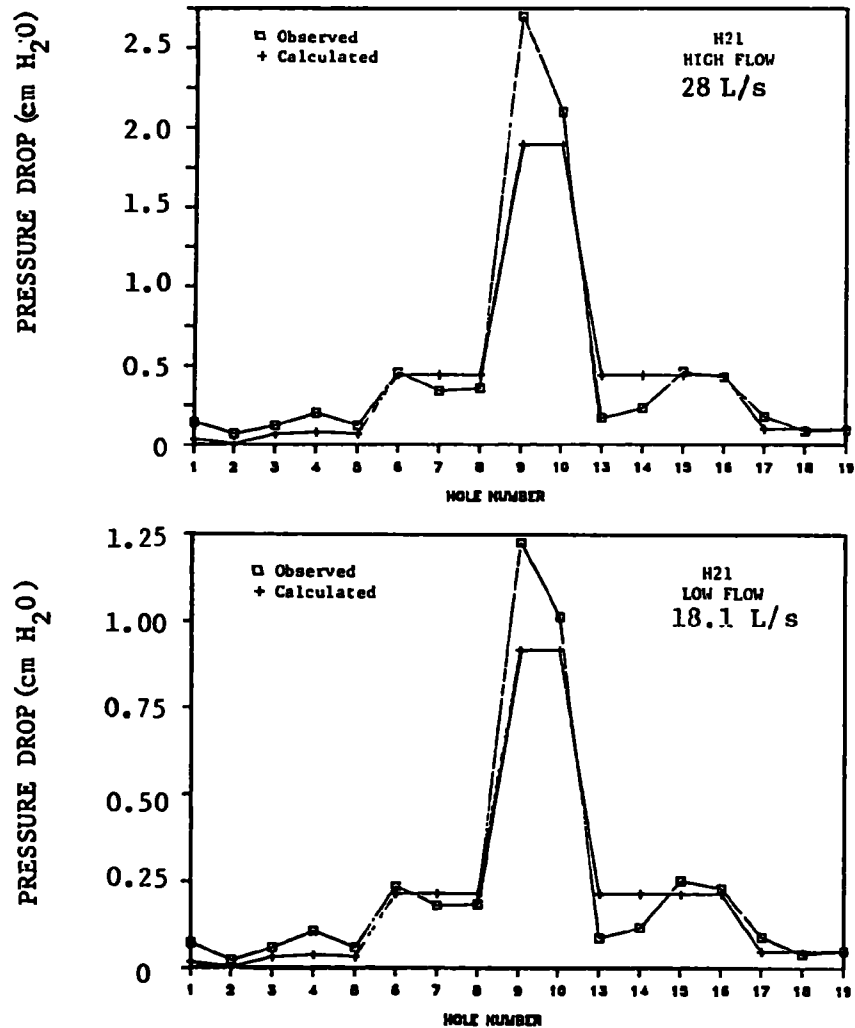 PRESSURE DROP (cm H2O)
2.5
2.0
1.5
1.0
0.5
0
□ Observed
+ Calculated
H21
HIGH FLOW
28 L/s
1 2 3 4 5 6 7 8 9 10 13 14 15 16 17 18 19
HOLE NUMBER
PRESSURE DROP (cm H2O)
1.25
1.00
0.75
0.50
0.25
0
□ Observed
+ Calculated
H21
LOW FLOW
18.1 L/s
1 2 3 4 5 6 7 8 9 10 13 14 15 16 17 18 19
HOLE NUMBER